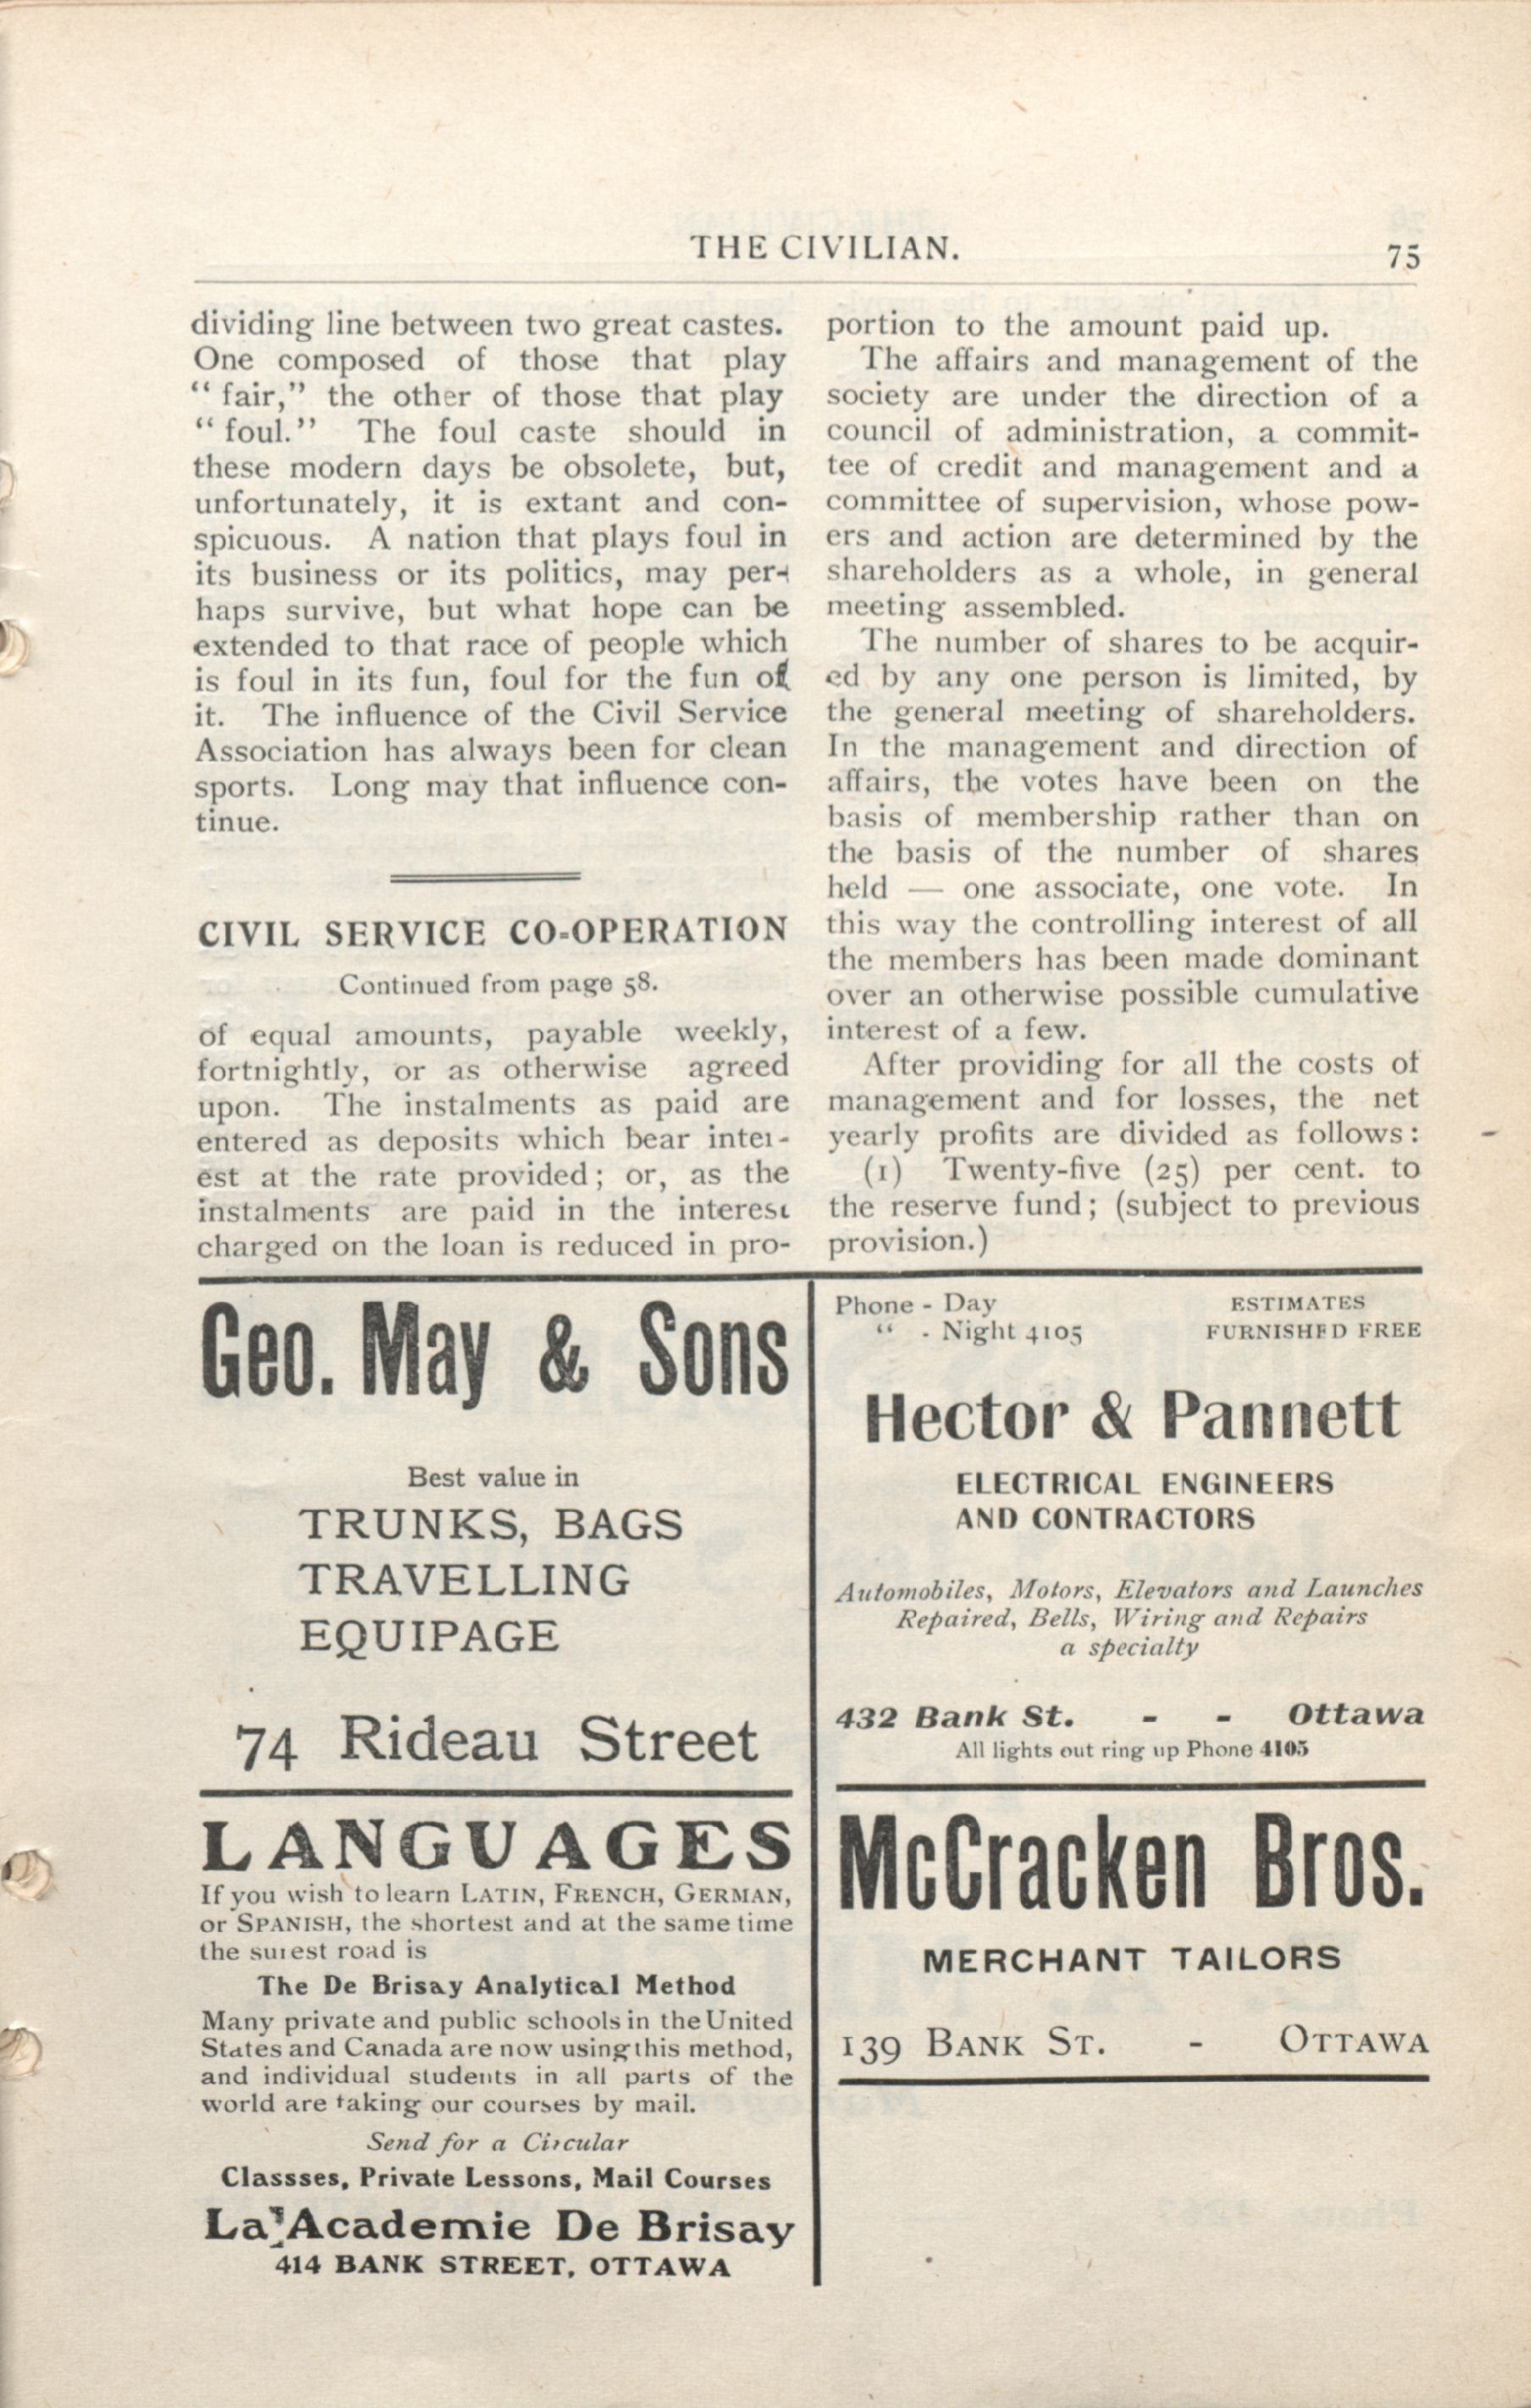 THE CIVILIAN.
75
dividing line between two great castes.
One composed of those that play
“ fair,” the other of those that play
“ foul.” The foul caste should in
these modern days be obsolete, but,
unfortunately, it is extant and con-
spicuous. A nation that plays foul in
its business or its politics, may per-
haps survive, but what hope can be
extended to that race of people which
is foul in its fun, foul for the fun of
it. The influence of the Civil Service
Association has always been for clean
sports. Long may that influence con-
tinue.
CIVIL SERVICE CO-OPERATION
Continued from page 58.
of equal amounts, payable weekly,
fortnightly, or as otherwise agreed
upon. The instalments as paid are
entered as deposits which bear inter-
est at the rate provided; or, as the
instalments are paid in the interest
charged on the loan is reduced in pro-
portion to the amount paid up.
The affairs and management of the
society are under the direction of a
council of administration, a commit-
tee of credit and management and a
committee of supervision, whose pow-
ers and action are determined by the
shareholders as a whole, in general
meeting assembled.
The number of shares to be acquir-
ed by any one person is limited, by
the general meeting of shareholders.
In the management and direction of
affairs, the votes have been on the
basis of membership rather than on
the basis of the number of shares
held — one associate, one vote. In
this way the controlling interest of all
the members has been made dominant
over an otherwise possible cumulative
interest of a few.
After providing for all the costs of
management and for losses, the net
yearly profits are divided as follows:
(1) Twenty-five (25) per cent. to
the reserve fund; (subject to previous
provision.)
Geo. May & Sons
Best value in
TRUNKS, BAGS
TRAVELLING
EQUIPAGE
74 Rideau Street
LANGUAGES
If you wish to learn LATIN, FRENCH, GERMAN,
or SPANISH, the shortest and at the same time
the surest road is
The De Brisay Analytical Method
Many private and public schools in the United
States and Canada are now using this method,
and individual students in all parts of the
world are taking our courses by mail.
Send for a Circular
Classses, Private Lessons, Mail Courses
La'Academie De Brisay
414 BANK STREET, OTTAWA
Phone - Day
“ - Night 4105
ESTIMATES
FURNISHED FREE
Hector & Pannett
ELECTRICAL ENGINEERS
AND CONTRACTORS
Automobiles, Motors, Elevators and Launches
Repaired, Bells, Wiring and Repairs
a specialty
432 Bank St. - - Ottawa
All lights out ring up Phone 4105
McCracken Bros.
MERCHANT TAILORS
139 BANK ST. - OTTAWA